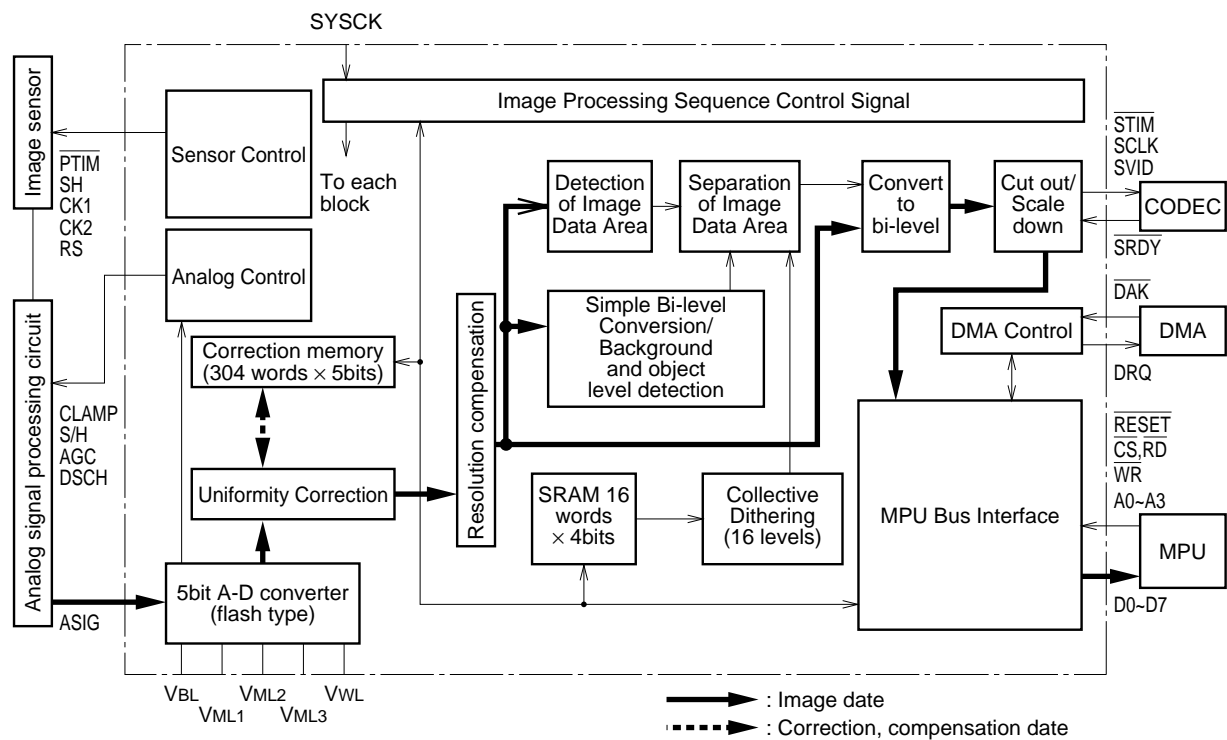 SYSCK
Image sensor
Image Processing Sequence Control Signal
Sensor Control
To each
block
PTIM
SH
CK1
CK2
RS
Detection
of Image
Data Area
Separation
of Image
Data Area
Convert
to
bi-level
Cut out/
Scale
down
STIM
SCLK
SVID
CODEC
SRDY
Analog Control
Analog signal processing circuit
Simple Bi-level
Conversion/
Background
and object
level detection
DAK
DMA Control
DMA
DRQ
Correction memory
(304 words × 5bits)
Resolution compensation
CLAMP
S/H
AGC
DSCH
Uniformity Correction
SRAM 16
words
× 4bits
Collective
Dithering
(16 levels)
MPU Bus Interface
RESET
CS,RD
WR
A0~A3
MPU
D0~D7
5bit A-D converter
(flash type)
ASIG
VBL
VML1
VML2
VML3
VWL
: Image date
: Correction, compensation date